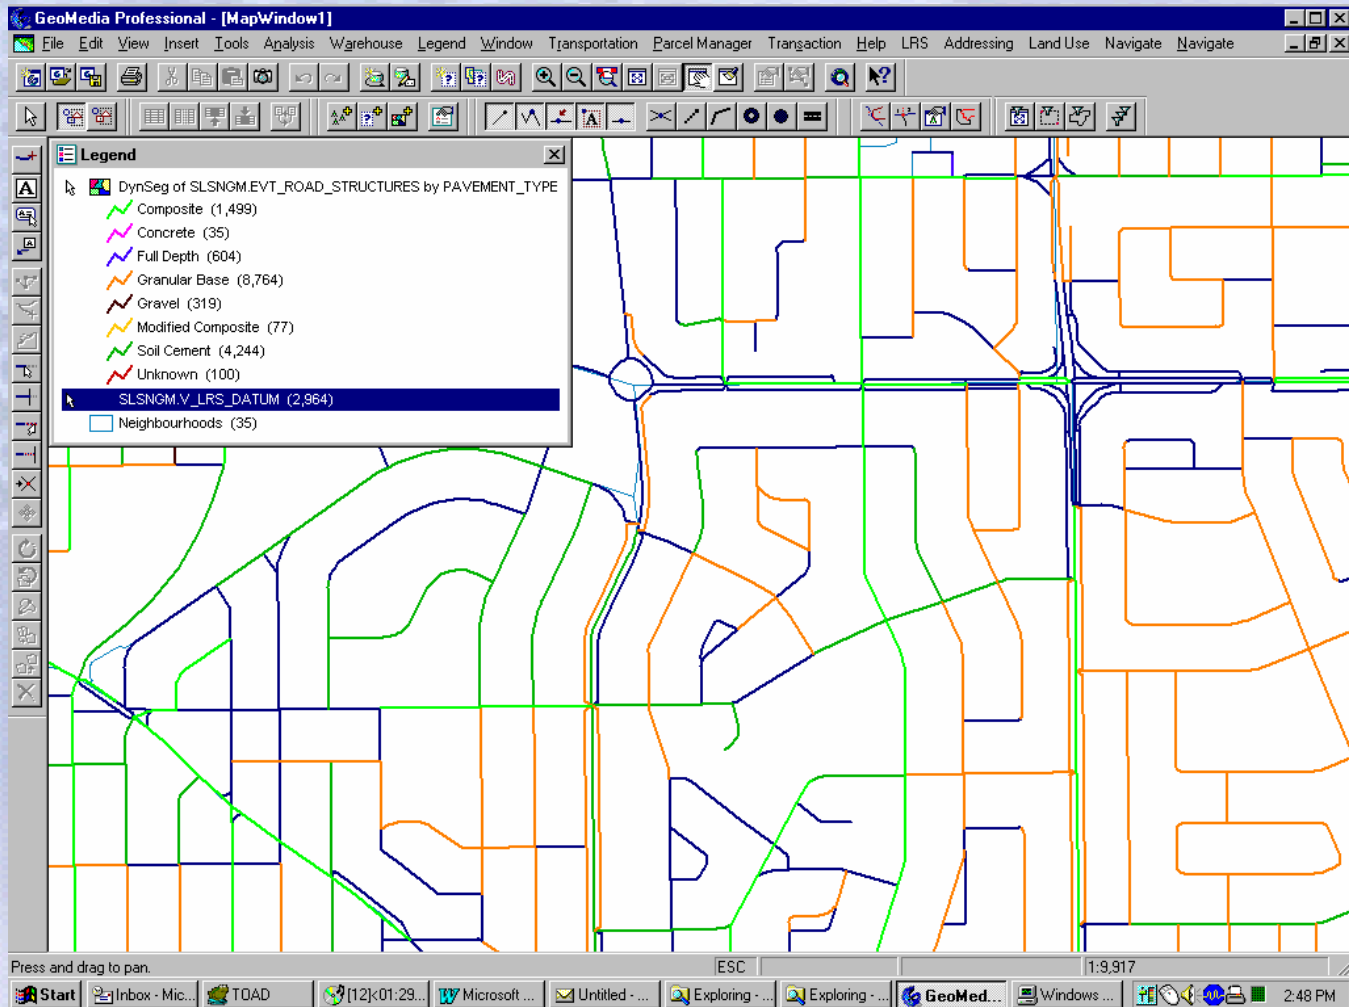 GeoMedia Professional - [MapWindow1]
File Edit View Insert Tools Analysis Warehouse Legend Window Transportation Parcel Manager Transaction Help LRS Addressing Land Use Navigate Navigate
Legend
DynSeg of SLSNGM.EVT_ROAD_STRUCTURES by PAVEMENT_TYPE
Composite (1,499)
Concrete (35)
Full Depth (604)
Granular Base (8,764)
Gravel (319)
Modified Composite (77)
Soil Cement (4,244)
Unknown (100)
SLSNGM.V_LRS_DATUM (2,964)
Neighbourhoods (35)
Press and drag to pan. ESC 1:9,917
Start Inbox - Mic... TOAD [12]<01:29... Microsoft ... Untitled - ... Exploring - ... Exploring - ... GeoMed... Windows ... 2:48 PM